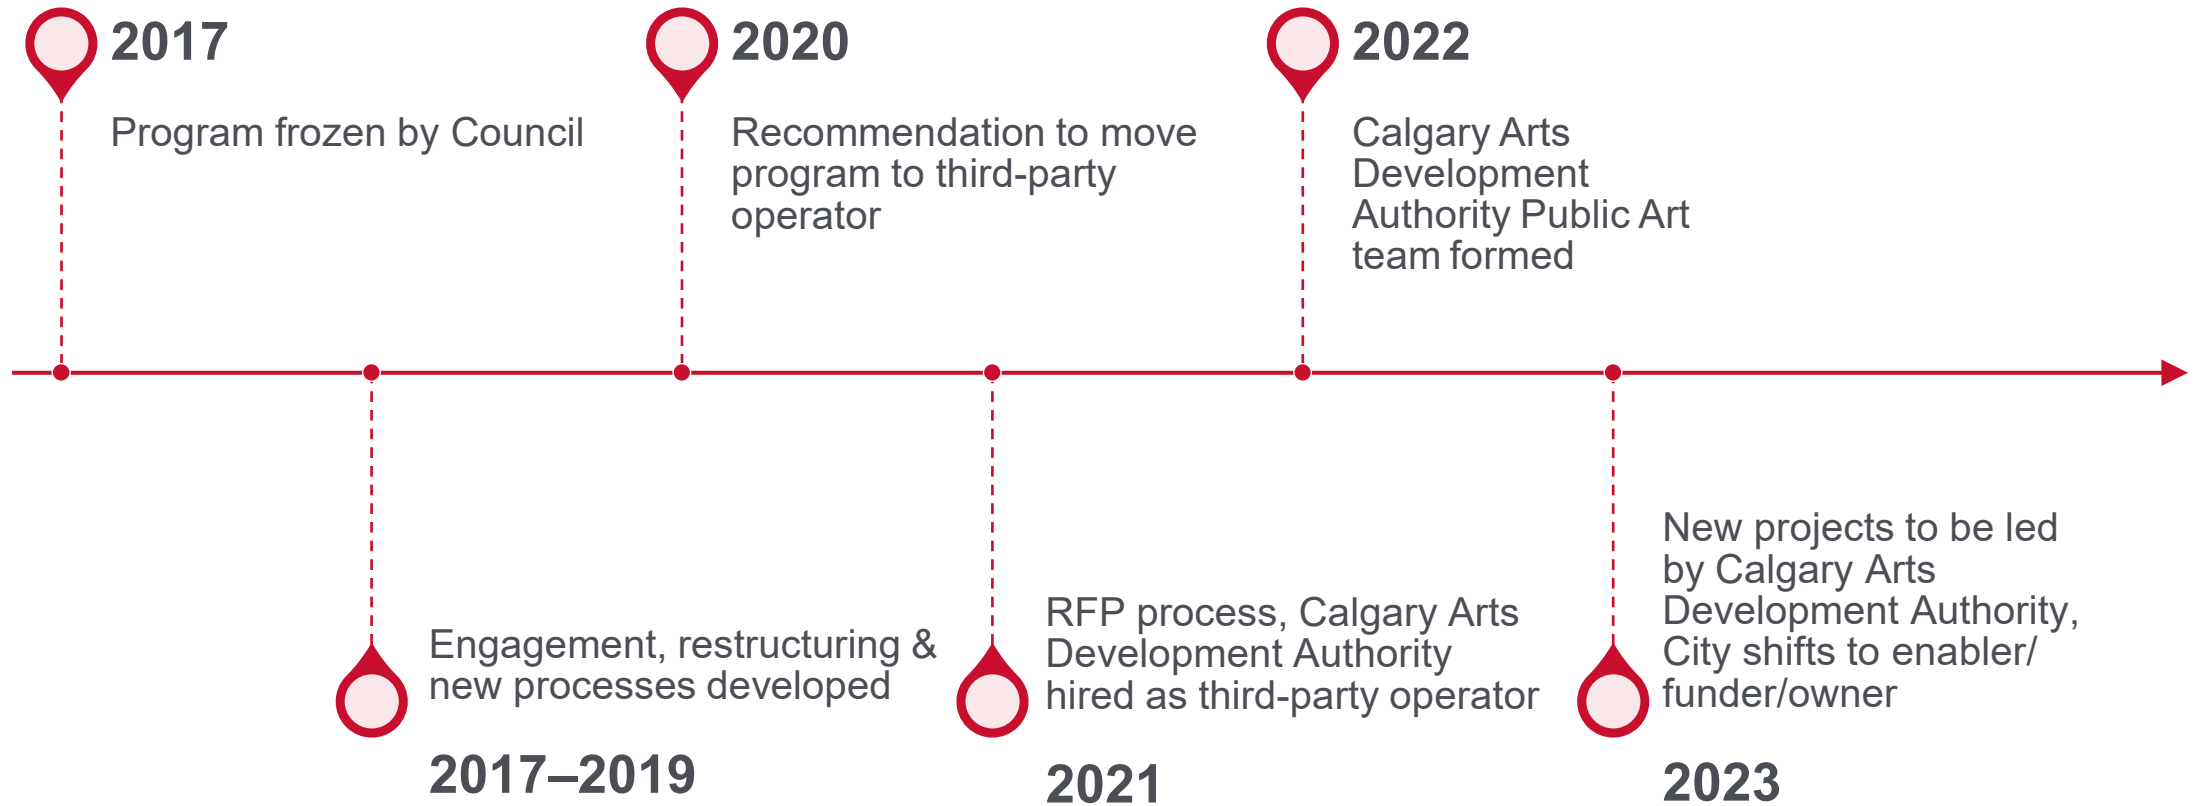 2017
Program frozen by Council
Engagement, restructuring &
new processes developed
2017–2019
2020
Recommendation to move
program to third-party
operator
RFP process, Calgary Arts
Development Authority
hired as third-party operator
2021
2022
Calgary Arts
Development
Authority Public Art
team formed
New projects to be led
by Calgary Arts
Development Authority,
City shifts to enabler/
funder/owner
2023